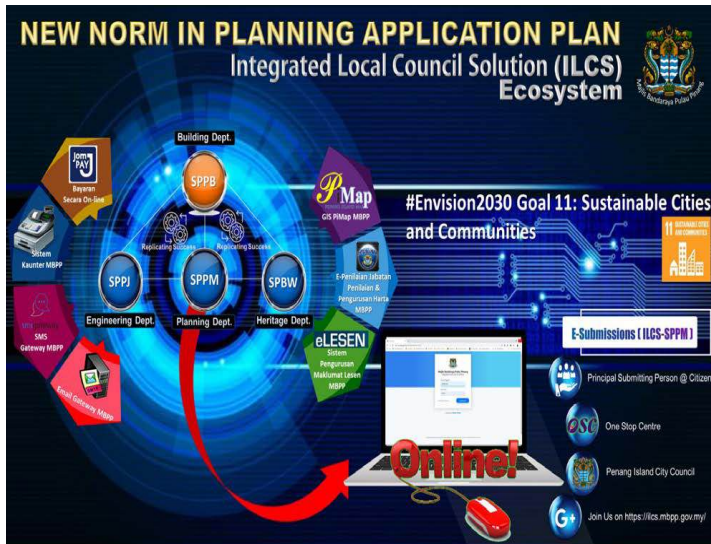 NEW NORM IN PLANNING APPLICATION PLAN
Integrated Local Council Solution (ILCS)
Ecosystem
Majlis Bandaraya Pulau Pinang
Building Dept.
SPPB
Replicating Success
Replicating Success
SPPJ
SPPM
SPBW
Engineering Dept.
Planning Dept.
Heritage Dept.
Jom
PAY
Bayaran
Secara On-line
Sistem
Kaunter MBPP
SMS
Gateway MBPP
Email Gateway MBPP
PMap
GIS PiMap MBPP
E-Penilaian Jabatan
Penilaian &
Pengurusan Harta
MBPP
eLESEN
Sistem
Pengurusan
Maklumat Lesen
MBPP
#Envision2030 Goal 11: Sustainable Cities
and Communities
11 SUSTAINABLE CITIES
AND COMMUNITIES
E-Submissions ( ILCS-SPPM )
Online!
Principal Submitting Person @ Citizen
OSC
One Stop Centre
Penang Island City Council
G+
Join Us on https://ilcs.mbpp.gov.my/